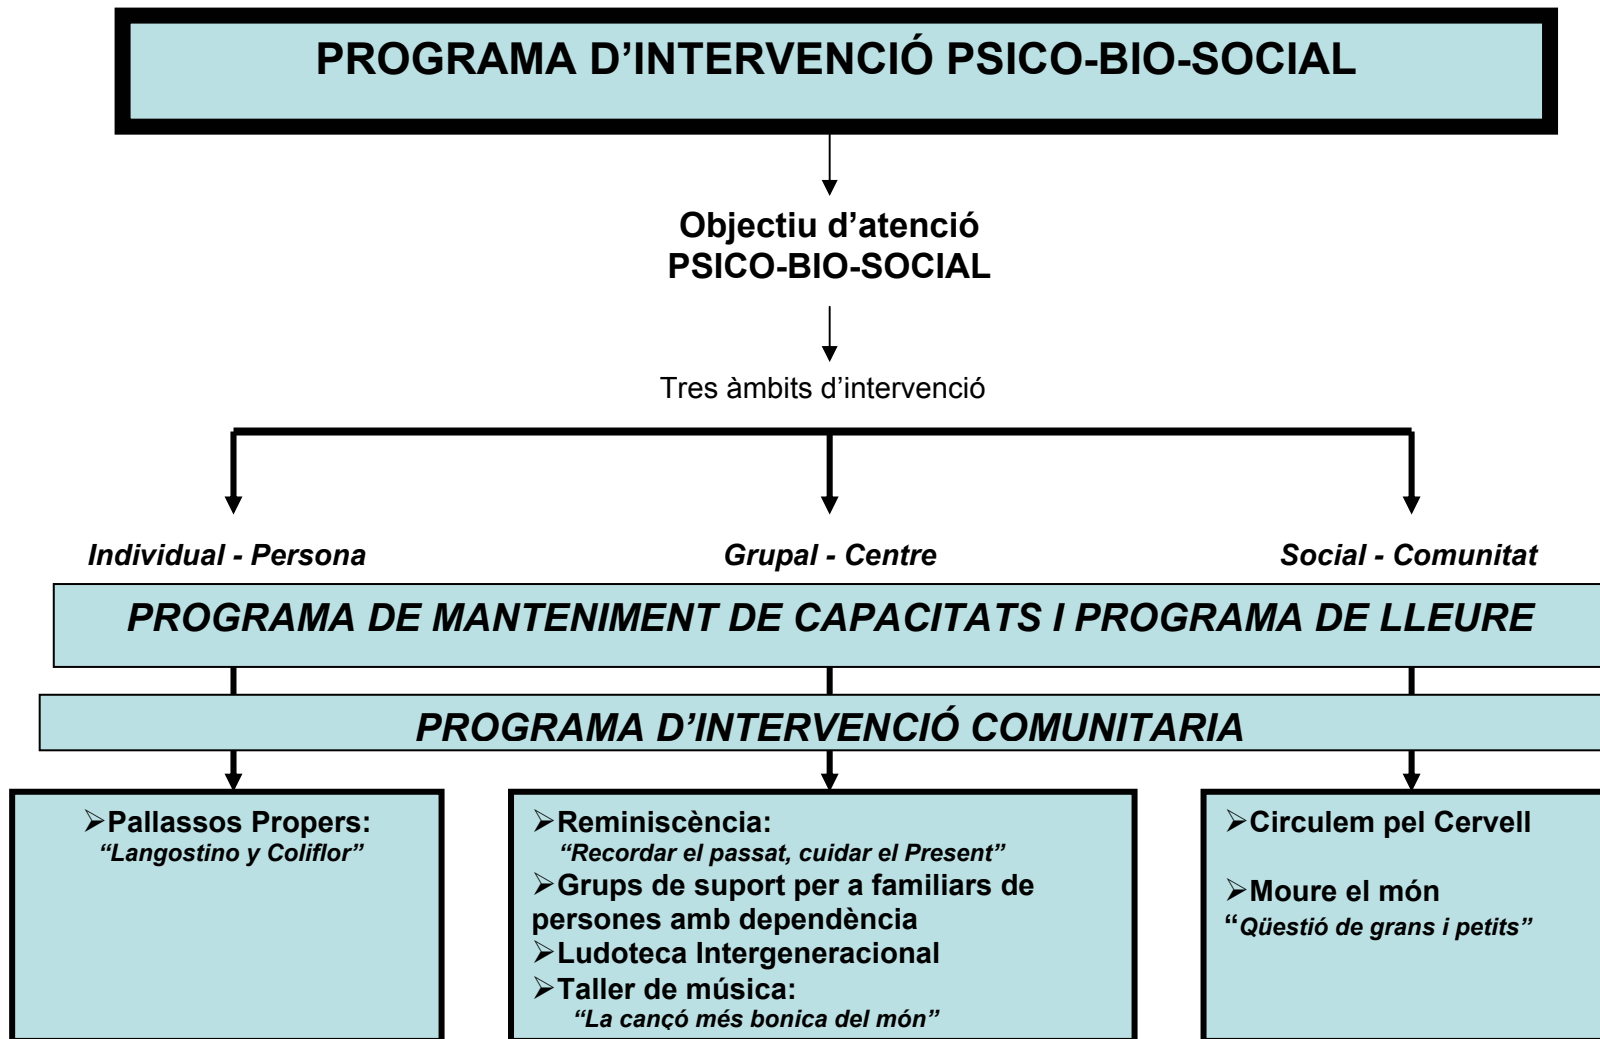 PROGRAMA D’INTERVENCIÓ PSICO-BIO-SOCIAL
Objectiu d’atenció
PSICO-BIO-SOCIAL
Tres àmbits d’intervenció
Individual - Persona
Grupal - Centre
Social - Comunitat
PROGRAMA DE MANTENIMENT DE CAPACITATS I PROGRAMA DE LLEURE
PROGRAMA D’INTERVENCIÓ COMUNITARIA
➢Pallassos Propers:
“Langostino y Coliflor”
➢Reminiscència:
“Recordar el passat, cuidar el Present”
➢Grups de suport per a familiars de
persones amb dependència
➢Ludoteca Intergeneracional
➢Taller de música:
“La cançó més bonica del món”
➢Circulem pel Cervell
➢Moure el món
“Qüestió de grans i petits”